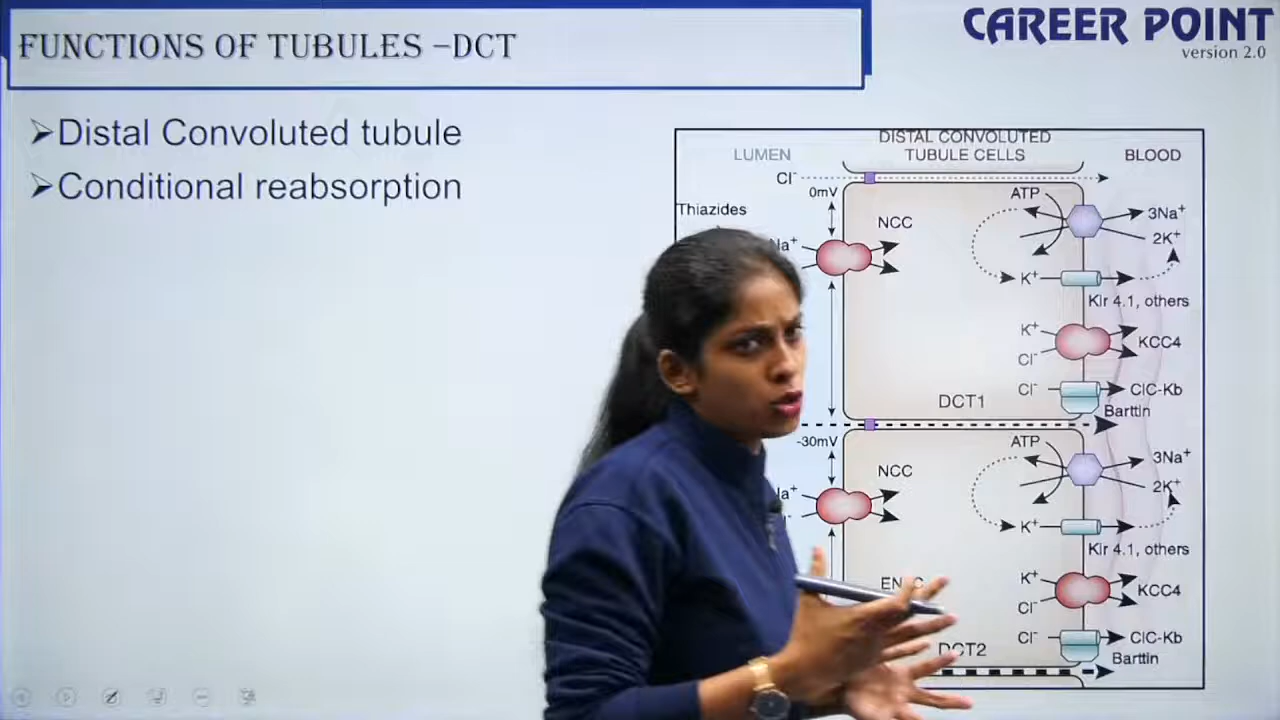 FUNCTIONS OF TUBULES –DCT
CAREER POINT
version 2.0
➢Distal Convoluted tubule
➢Conditional reabsorption
DISTAL CONVOLUTED
TUBULE CELLS
LUMEN
BLOOD
Cl⁻
0mV
ATP
Thiazides
3Na⁺
NCC
2K⁺
Na⁺
K⁺
Kir 4.1, others
K⁺
KCC4
Cl⁻
Cl⁻
ClC-Kb
DCT1
Barttin
-30mV
ATP
3Na⁺
NCC
2K⁺
K⁺
Kir 4.1, others
K⁺
KCC4
Cl⁻
Cl⁻
ClC-Kb
DCT2
Barttin